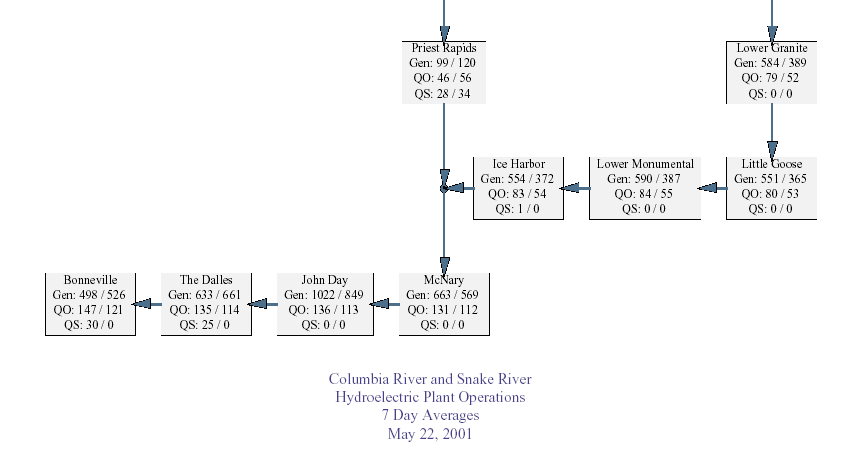 Priest Rapids
Gen: 99 / 120
QO: 46 / 56
QS: 28 / 34
Lower Granite
Gen: 584 / 389
QO: 79 / 52
QS: 0 / 0
Ice Harbor
Gen: 554 / 372
QO: 83 / 54
QS: 1 / 0
Lower Monumental
Gen: 590 / 387
QO: 84 / 55
QS: 0 / 0
Little Goose
Gen: 551 / 365
QO: 80 / 53
QS: 0 / 0
Bonneville
Gen: 498 / 526
QO: 147 / 121
QS: 30 / 0
The Dalles
Gen: 633 / 661
QO: 135 / 114
QS: 25 / 0
John Day
Gen: 1022 / 849
QO: 136 / 113
QS: 0 / 0
McNary
Gen: 663 / 569
QO: 131 / 112
QS: 0 / 0
Columbia River and Snake River
Hydroelectric Plant Operations
7 Day Averages
May 22, 2001